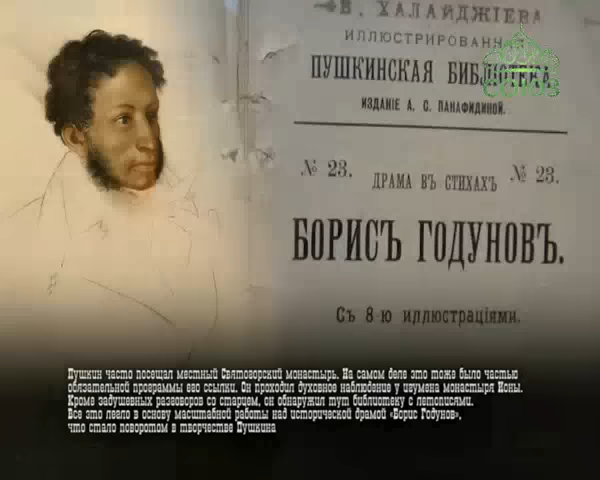 В. ХАЛАЙДЖІЕВА
ИЛЛЮСТРИРОВАННАЯ
ПУШКИНСКАЯ БИБЛІОТЕКА
ИЗДАНІЕ А. С. ПАНАФИДИНОЙ.
№ 23. ДРАМА ВЪ СТИХАХЪ № 23.
БОРИСЪ ГОДУНОВЪ.
Съ 8-ю иллюстраціями.
Пушкин часто посещал местный Святогорский монастырь. На самом деле это тоже было частью
обязательной программы его ссылки. Он проходил духовное наблюдение у игумена монастыря Ионы.
Кроме задушевных разговоров со старцем, он обнаружил тут библиотеку с летописями.
Все это легло в основу масштабной работы над исторической драмой «Борис Годунов»,
что стало поворотом в творчестве Пушкина